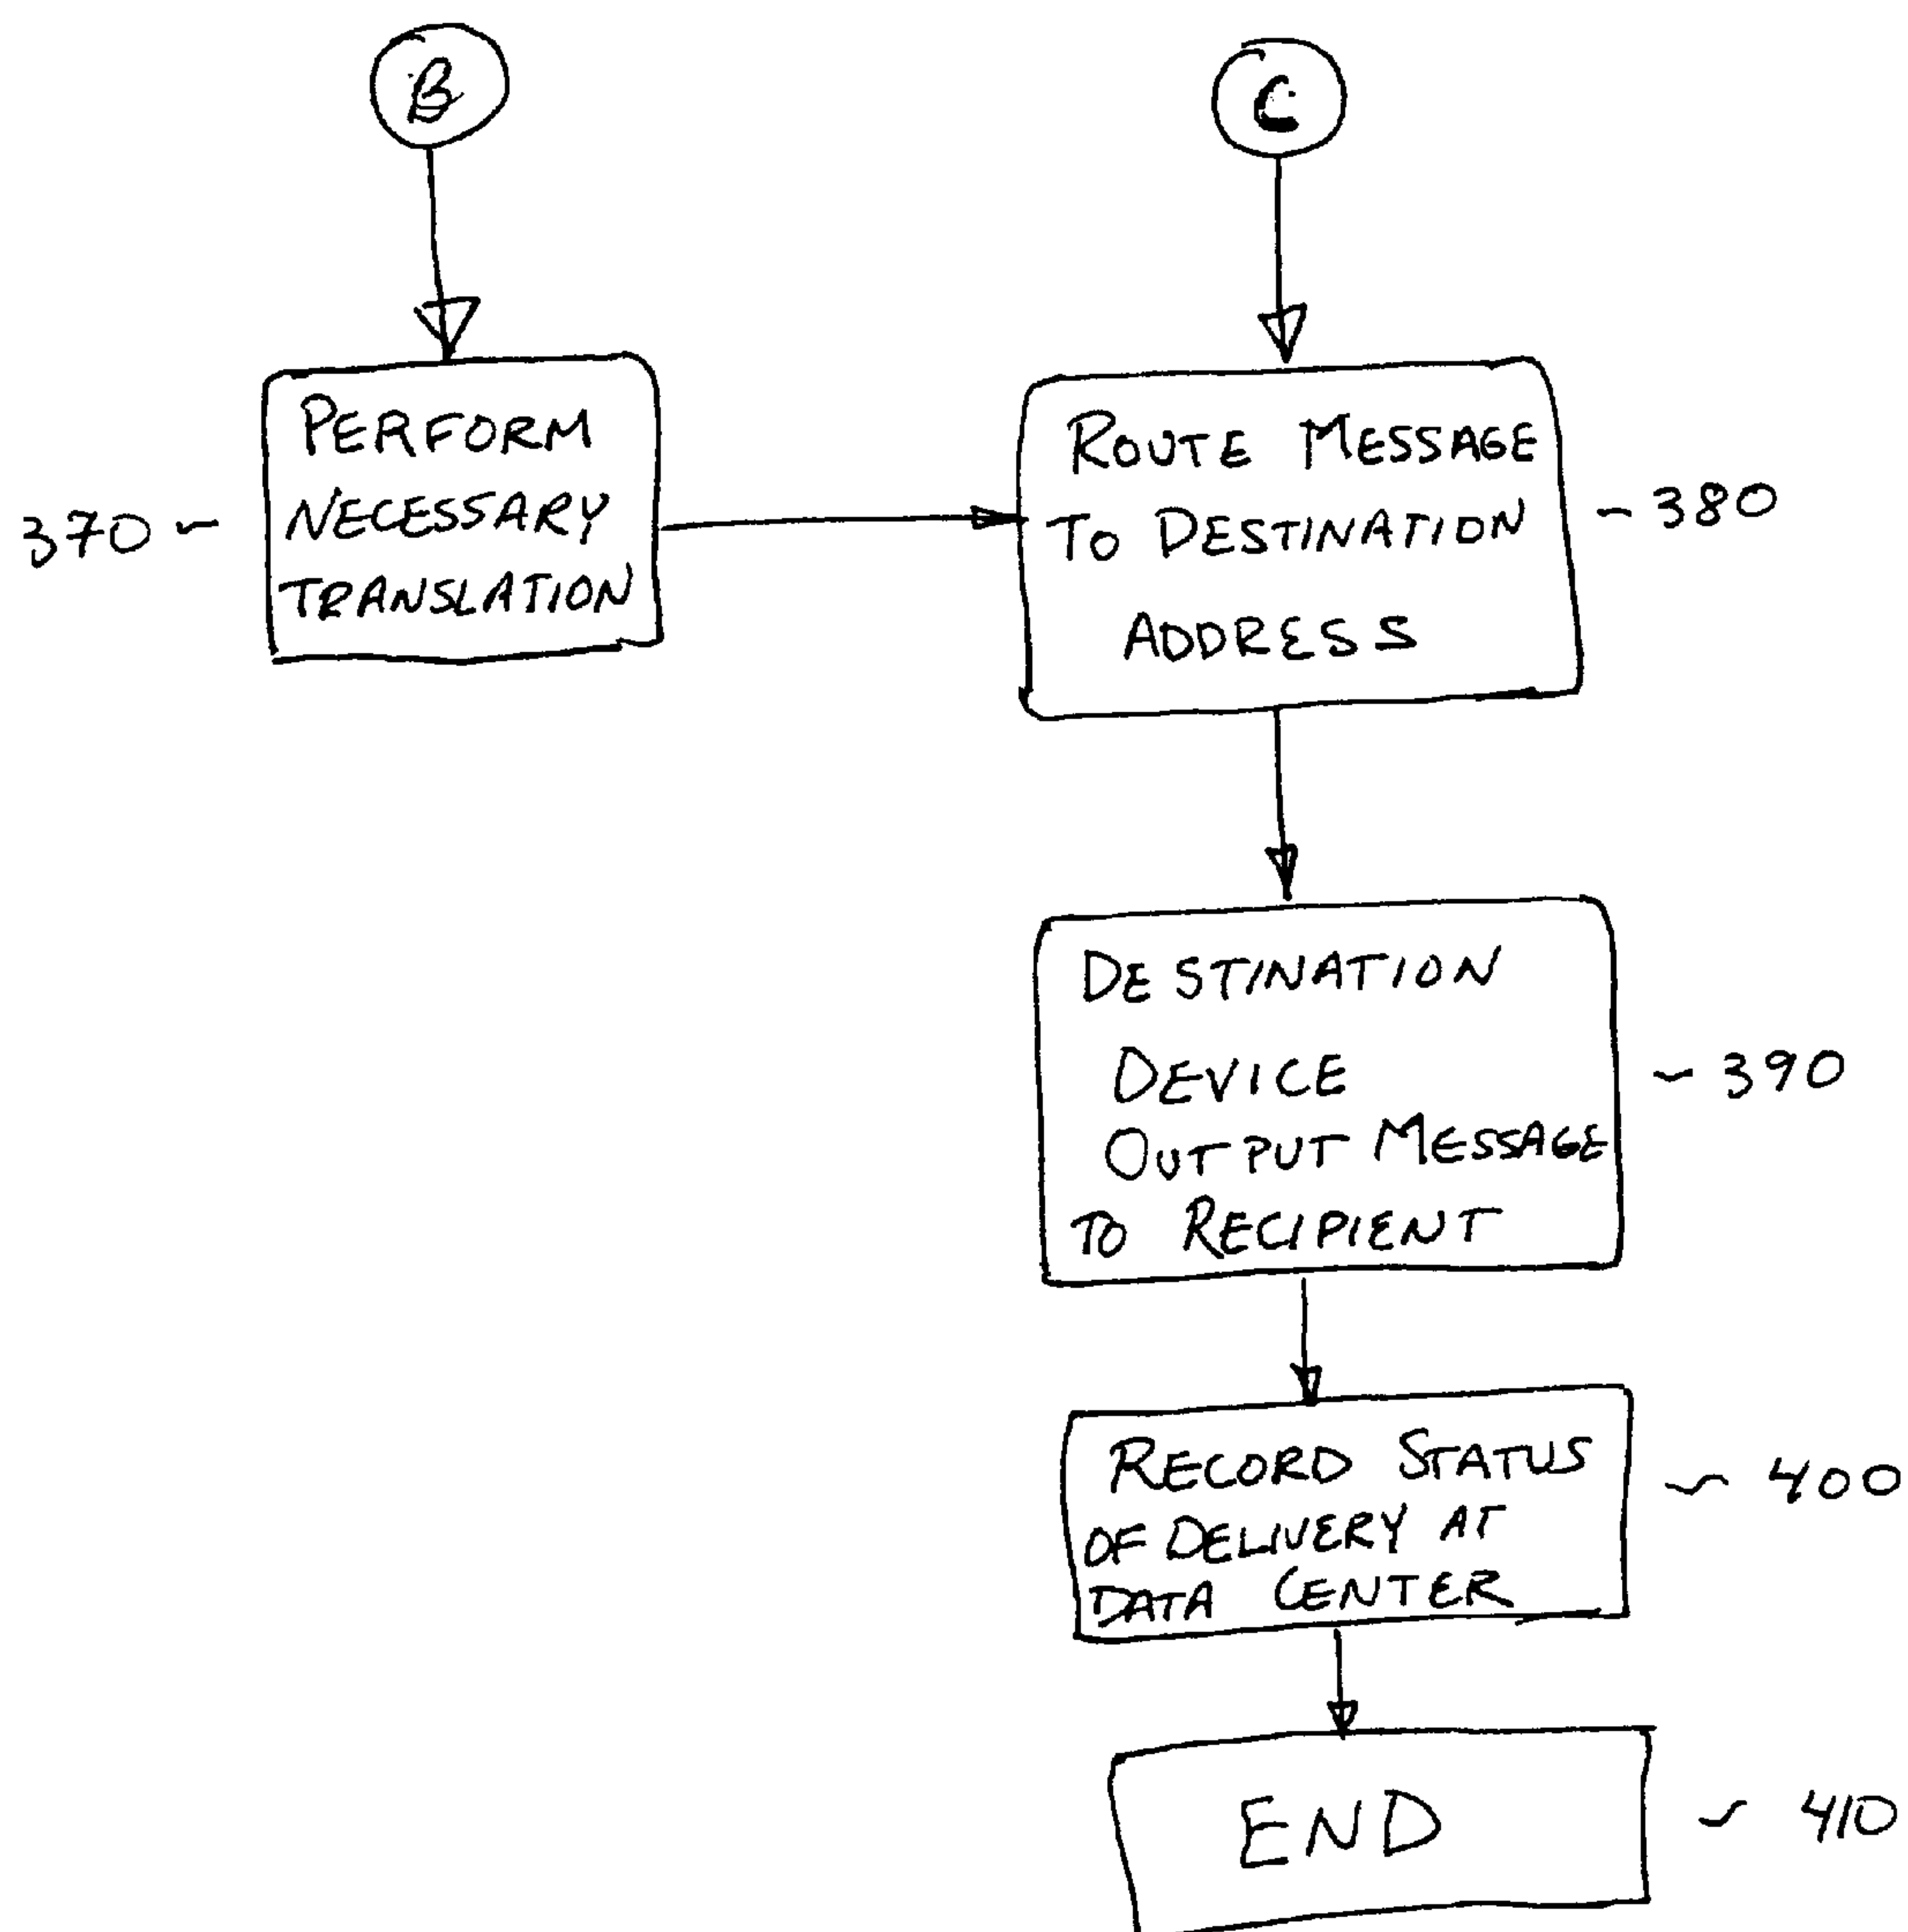 B
C
PERFORM
NECESSARY
TRANSLATION
370
ROUTE MESSAGE
TO DESTINATION
ADDRESS
380
DESTINATION
DEVICE
OUTPUT MESSAGE
TO RECIPIENT
390
RECORD STATUS
OF DELIVERY AT
DATA CENTER
400
END
410